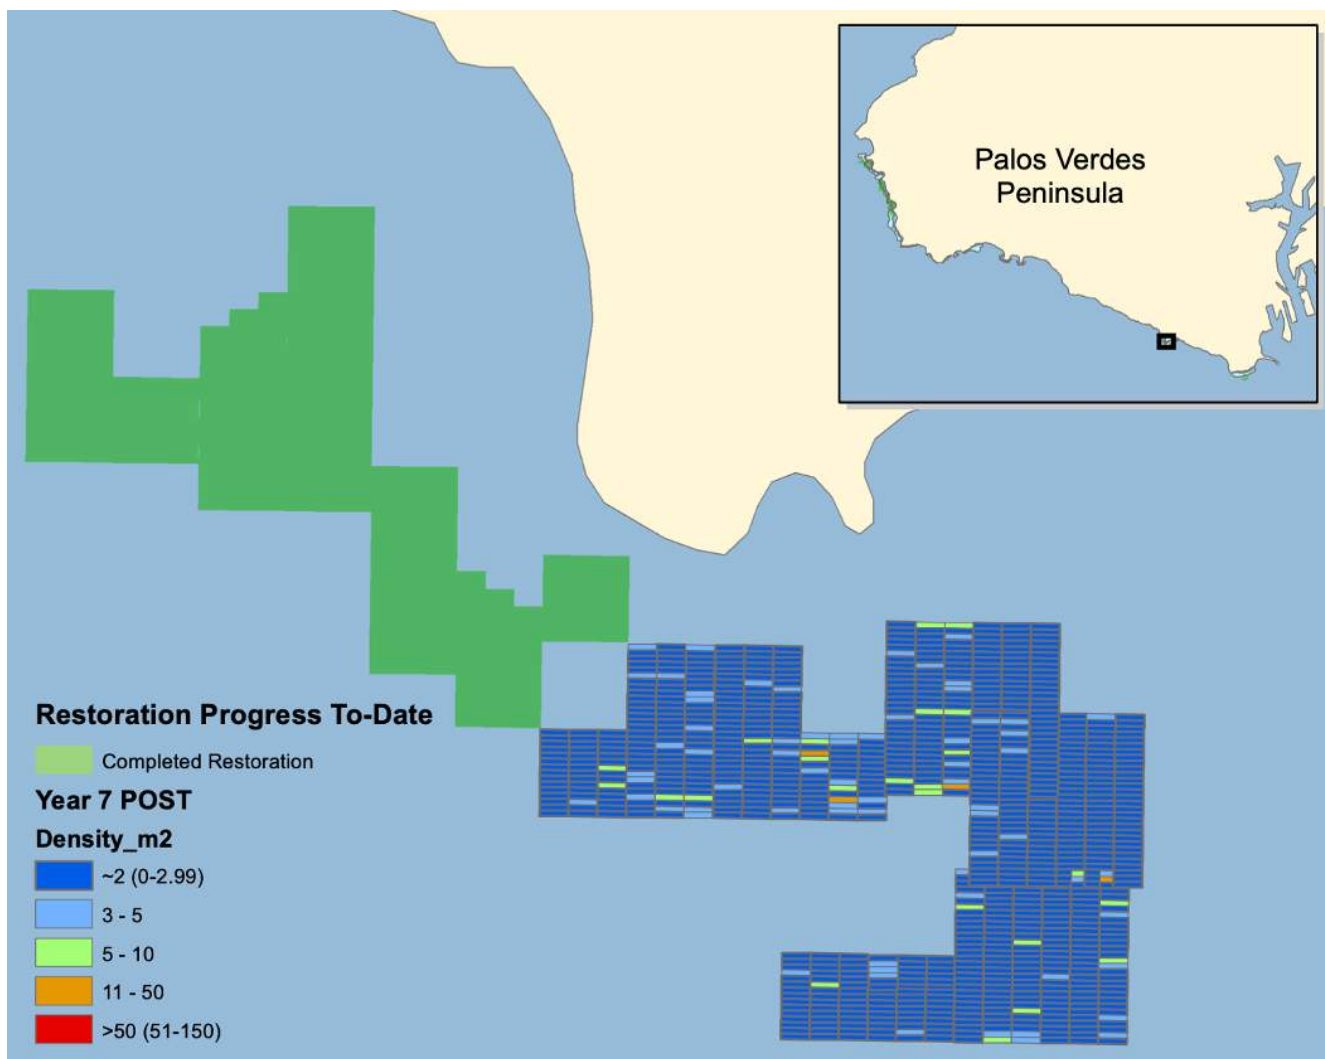 Palos Verdes
Peninsula
Restoration Progress To-Date
Completed Restoration
Year 7 POST
Density_m2
~2 (0-2.99)
3 - 5
5 - 10
11 - 50
>50 (51-150)